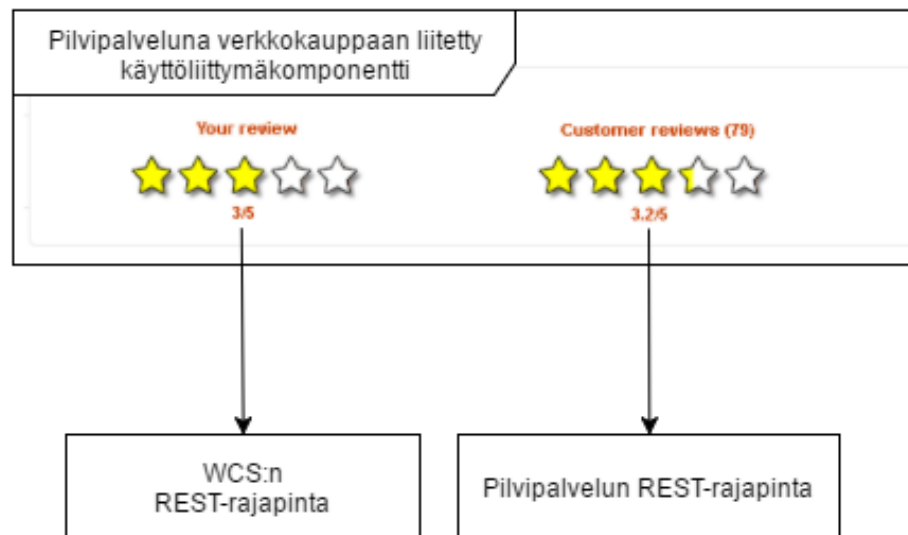 Pilvipalveluna verkkokauppaan liitetty
käyttöliittymäkomponentti
Your review
Customer reviews (79)
3/5
3.2/5
WCS:n
REST-rajapinta
Pilvipalvelun REST-rajapinta